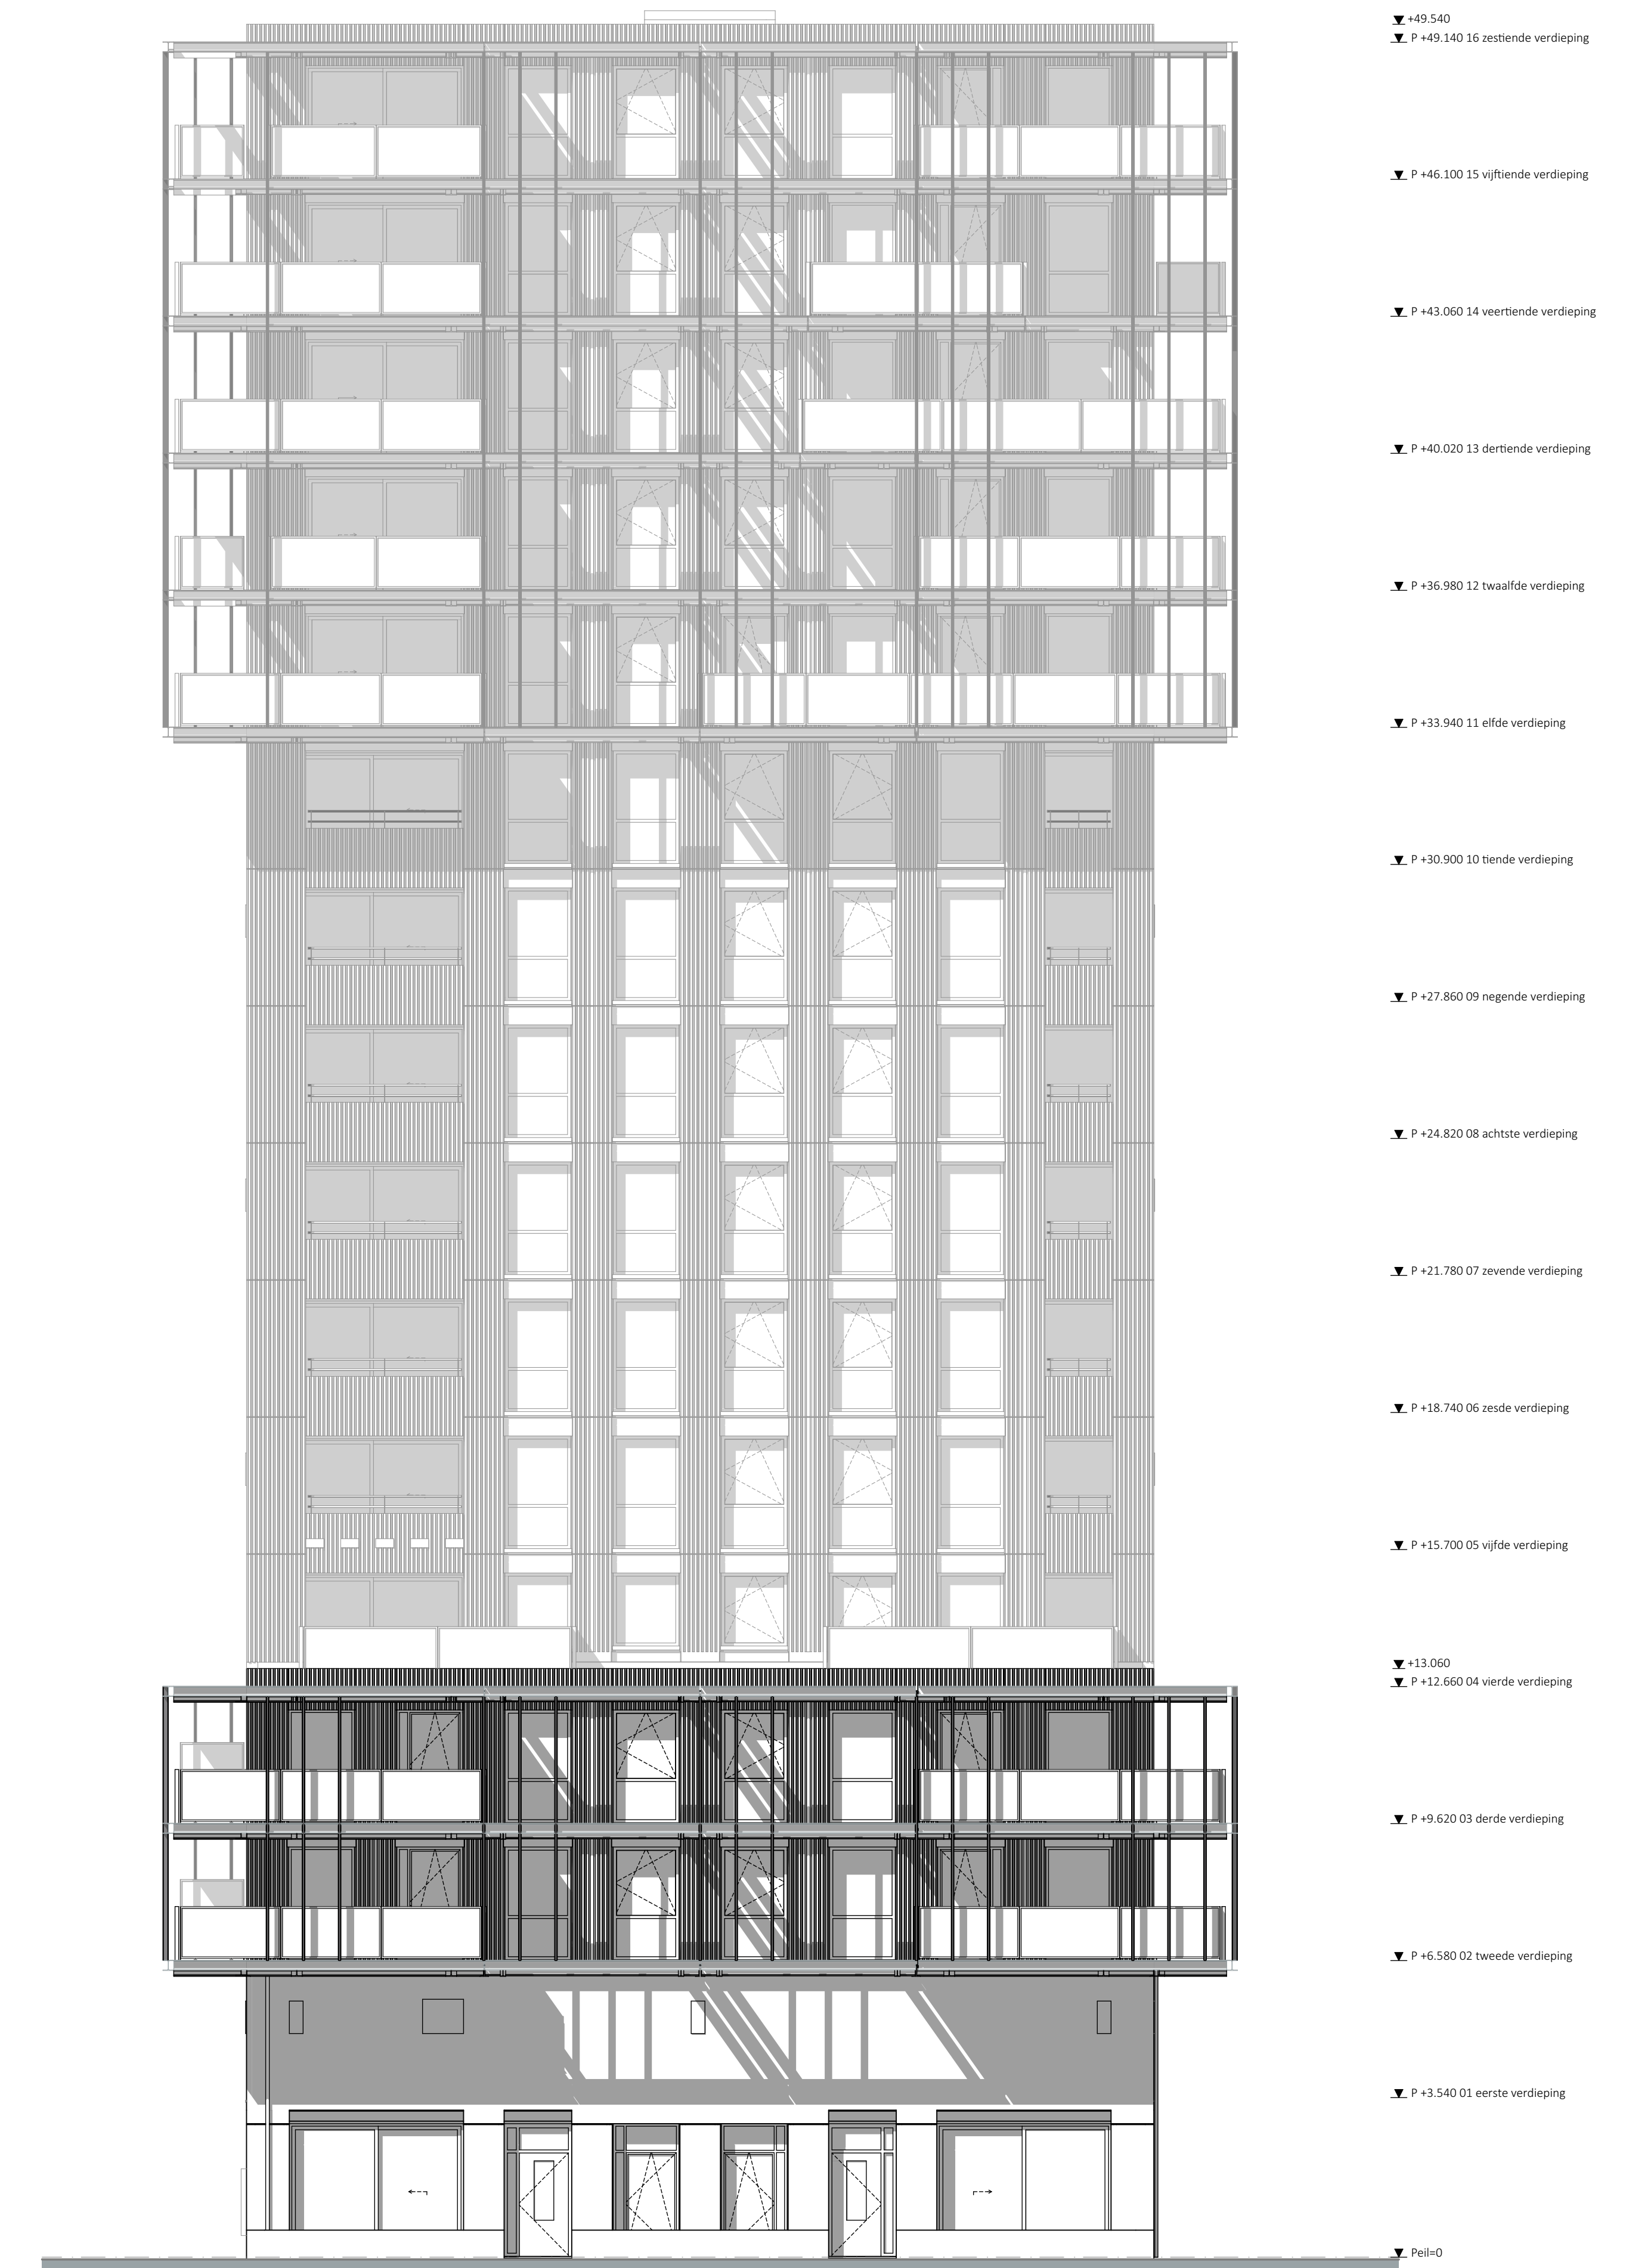 +49.540
P +49.140 16 zestiende verdieping
P +46.100 15 vijftiende verdieping
P +43.060 14 veertiende verdieping
P +40.020 13 dertiende verdieping
P +36.980 12 twaalfde verdieping
P +33.940 11 elfde verdieping
P +30.900 10 tiende verdieping
P +27.860 09 negende verdieping
P +24.820 08 achtste verdieping
P +21.780 07 zevende verdieping
P +18.740 06 zesde verdieping
P +15.700 05 vijfde verdieping
+13.060
P +12.660 04 vierde verdieping
P +9.620 03 derde verdieping
P +6.580 02 tweede verdieping
P +3.540 01 eerste verdieping
Peil=0